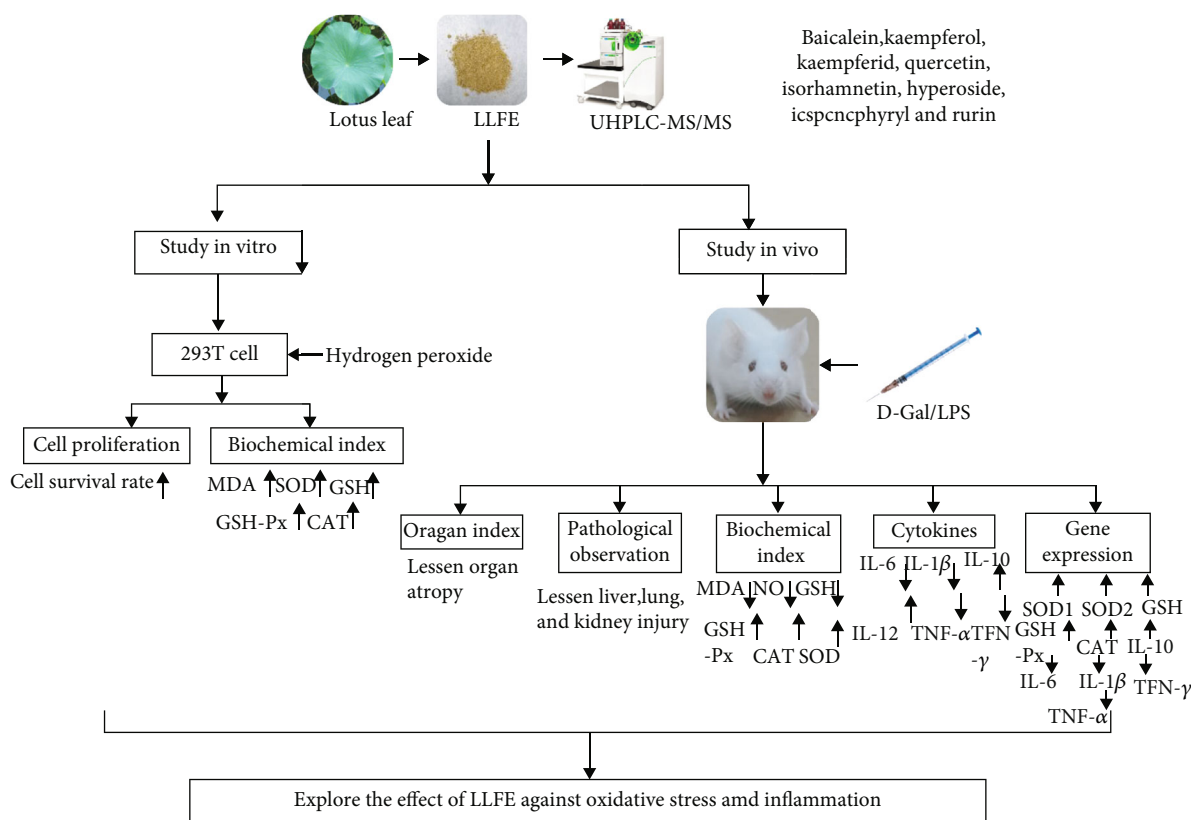 Baicalein,kaempferol,
kaempferid, quercetin,
isorhamnetin, hyperoside,
icspcncphyryl and rurin
Lotus leaf
LLFE
UHPLC-MS/MS
Study in vitro
Study in vivo
293T cell
Hydrogen peroxide
D-Gal/LPS
Cell proliferation
Biochemical index
Cell survival rate
MDA SOD GSH
GSH-Px CAT
Oragan index
Lessen organ
atropy
Pathological
observation
Lessen liver,lung,
and kidney injury
Biochemical
index
MDA NO GSH
GSH
-Px
CAT SOD
Cytokines
IL-6 IL-1β IL-10
IL-12 TNF-α TFN
-γ
Gene
expression
SOD1 SOD2 GSH
GSH
-Px
CAT IL-10
IL-6 IL-1β TFN-γ
TNF-α
Explore the effect of LLFE against oxidative stress amd inflammation